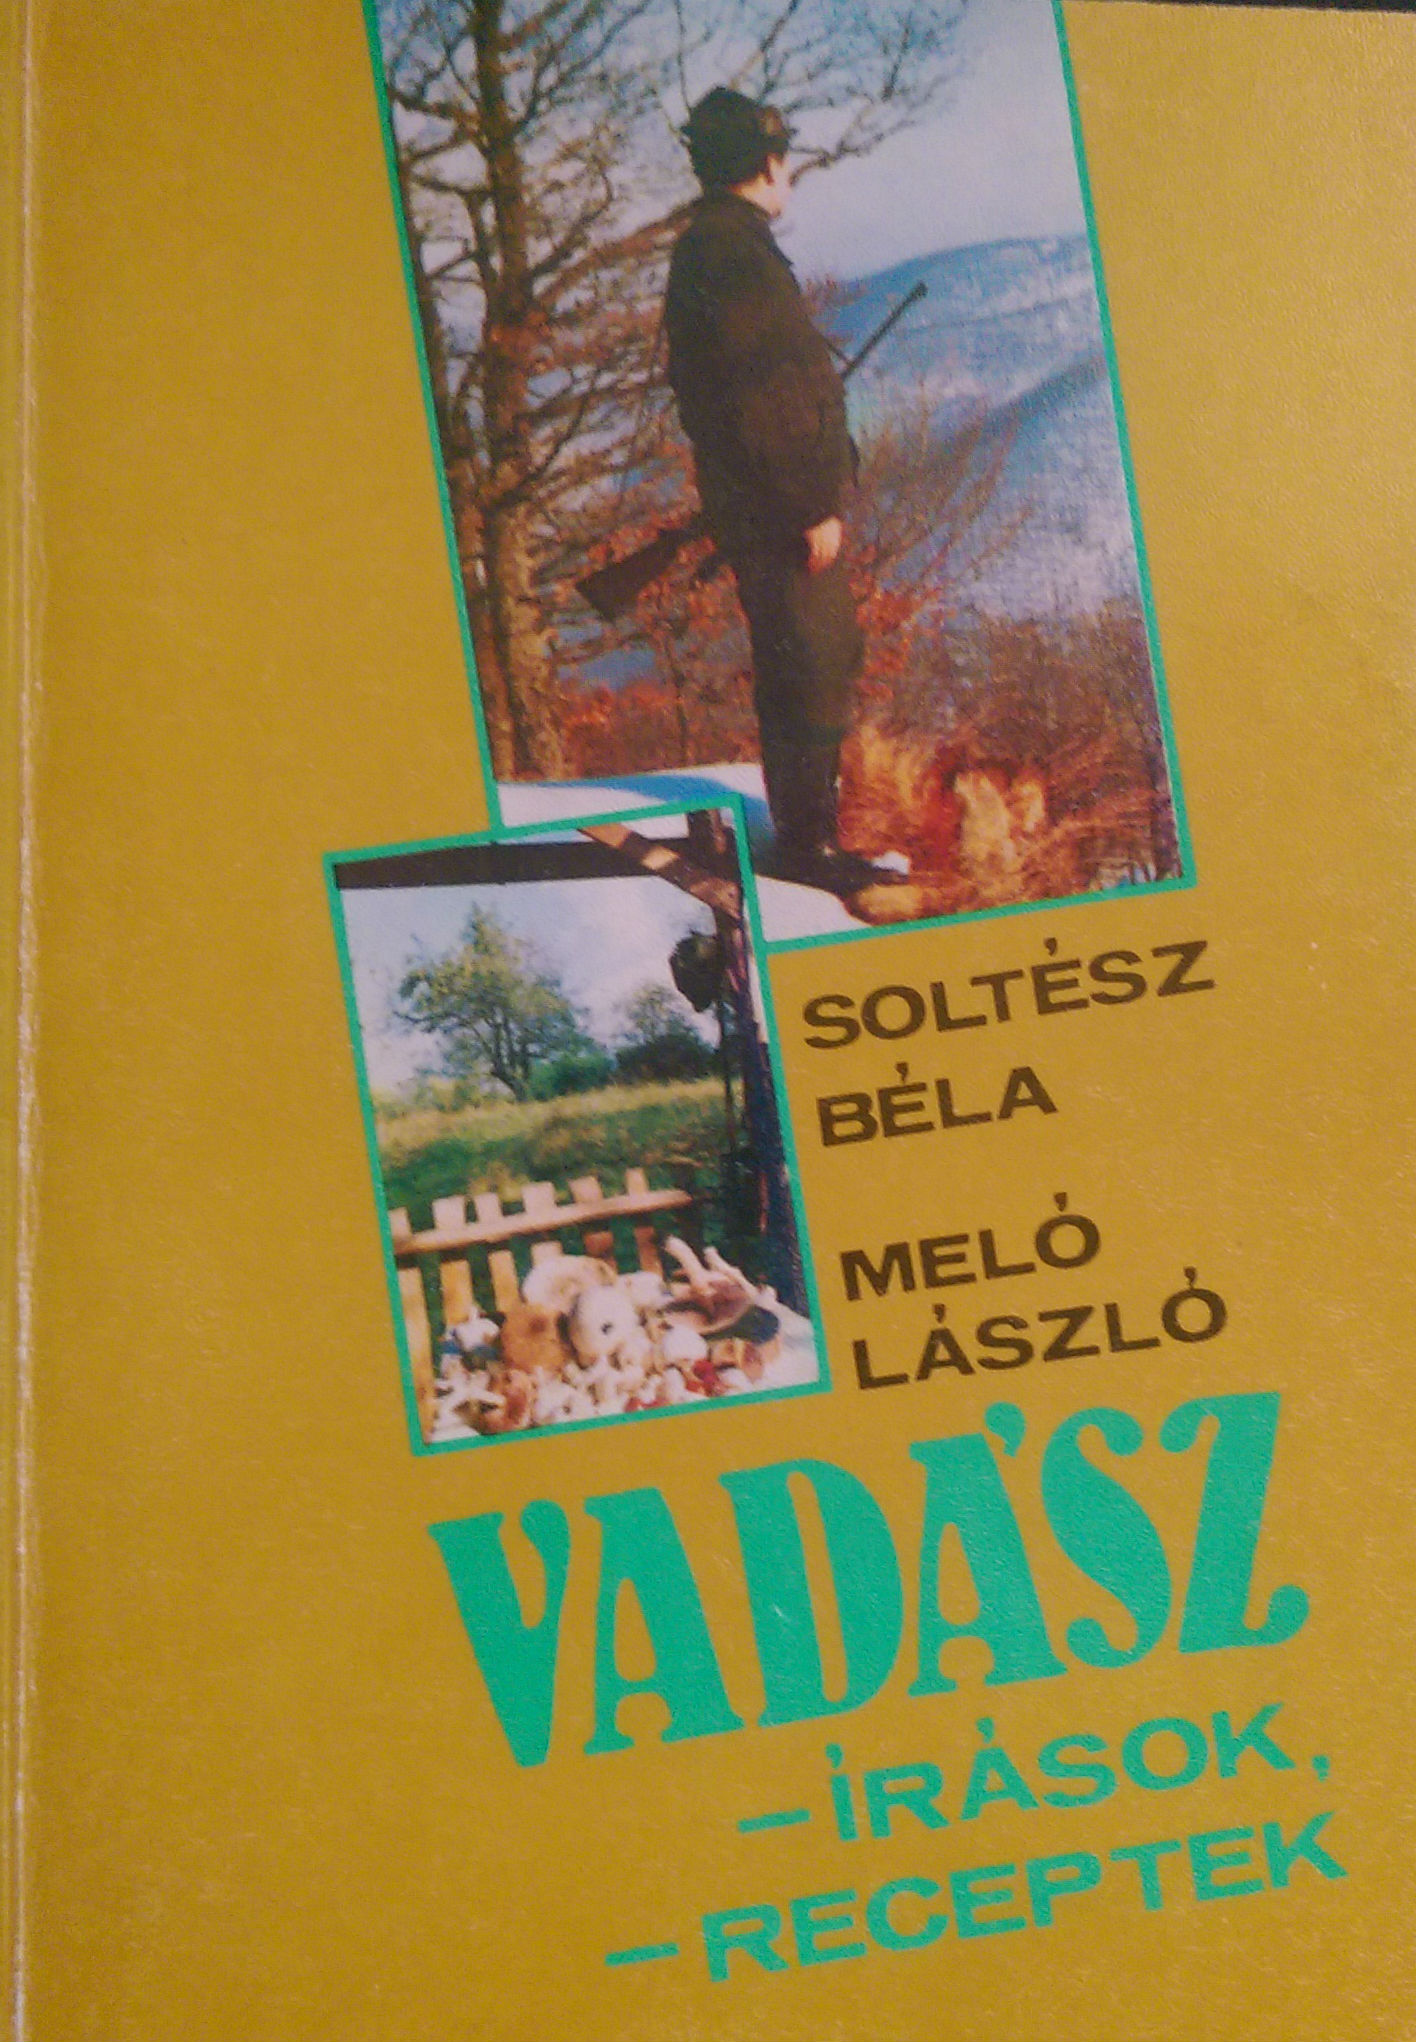 SOLTÉSZ
BÉLA
MELÓ
LÁSZLÓ
VADÁSZ
–ÍRÁSOK,
–RECEPTEK